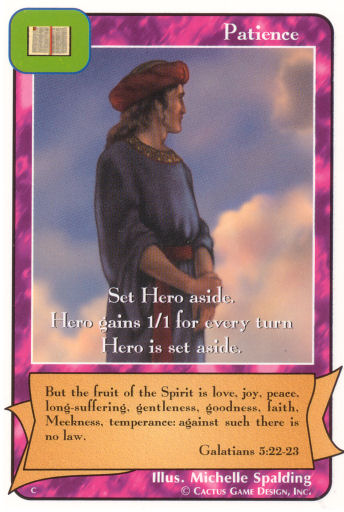 Patience
Set Hero aside.
Hero gains 1/1 for every turn
Hero is set aside.
But the fruit of the Spirit is love, joy, peace,
long-suffering, gentleness, goodness, faith,
Meekness, temperance: against such there is
no law.
Galatians 5:22-23
Illus. Michelle Spalding
C
© Cactus Game Design, Inc.